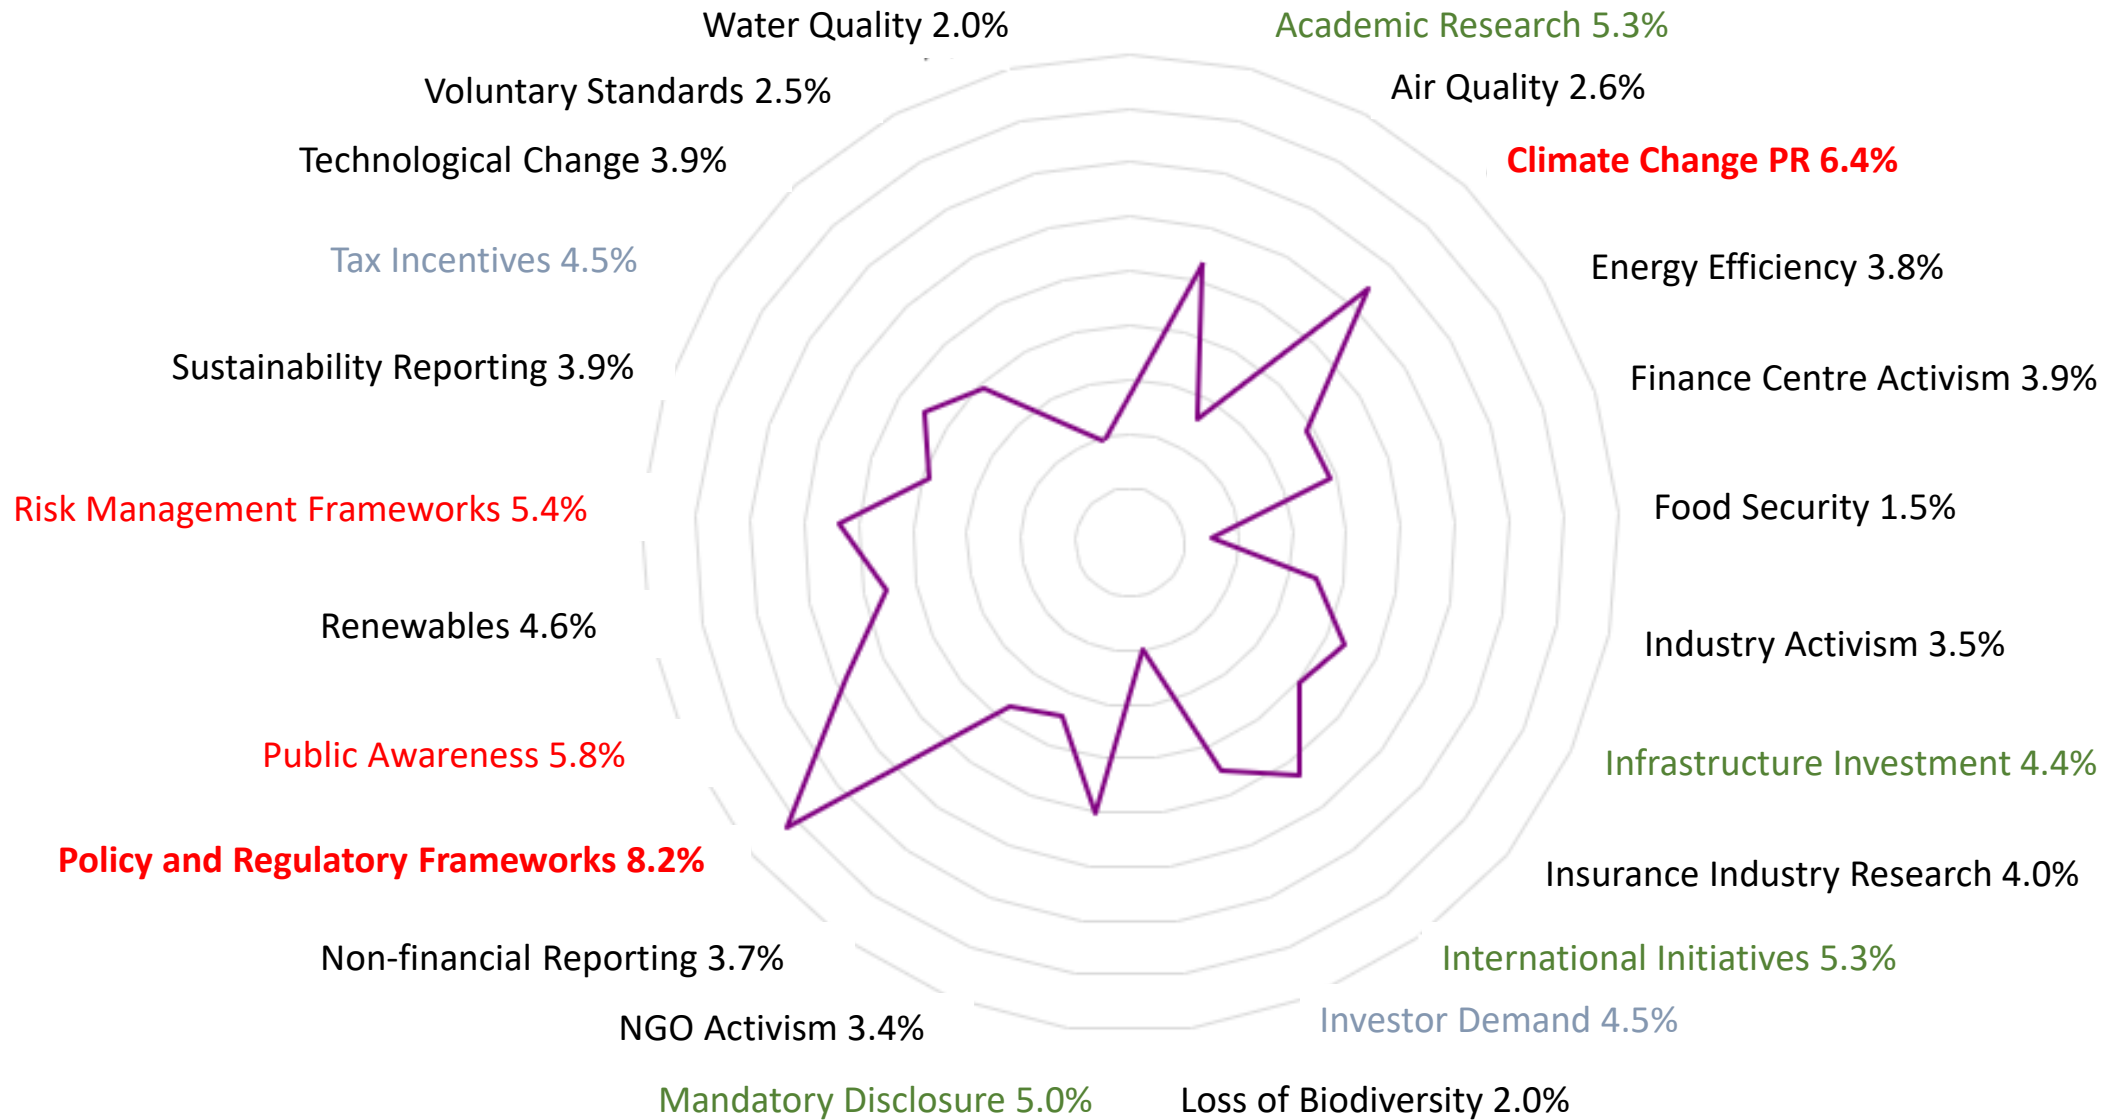 Water Quality 2.0%
Academic Research 5.3%
Voluntary Standards 2.5%
Air Quality 2.6%
Technological Change 3.9%
Climate Change PR 6.4%
Tax Incentives 4.5%
Energy Efficiency 3.8%
Sustainability Reporting 3.9%
Finance Centre Activism 3.9%
Risk Management Frameworks 5.4%
Food Security 1.5%
Renewables 4.6%
Industry Activism 3.5%
Public Awareness 5.8%
Infrastructure Investment 4.4%
Policy and Regulatory Frameworks 8.2%
Insurance Industry Research 4.0%
Non-financial Reporting 3.7%
International Initiatives 5.3%
NGO Activism 3.4%
Investor Demand 4.5%
Mandatory Disclosure 5.0%
Loss of Biodiversity 2.0%